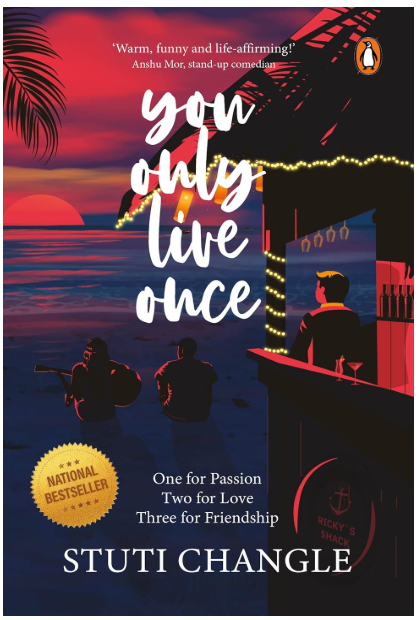 ‘Warm, funny and life-affirming!’
Anshu Mor, stand-up comedian
you
only
live
once
NATIONAL
BESTSELLER
One for Passion
Two for Love
Three for Friendship
RICKY'S
SHACK
STUTI CHANGLE